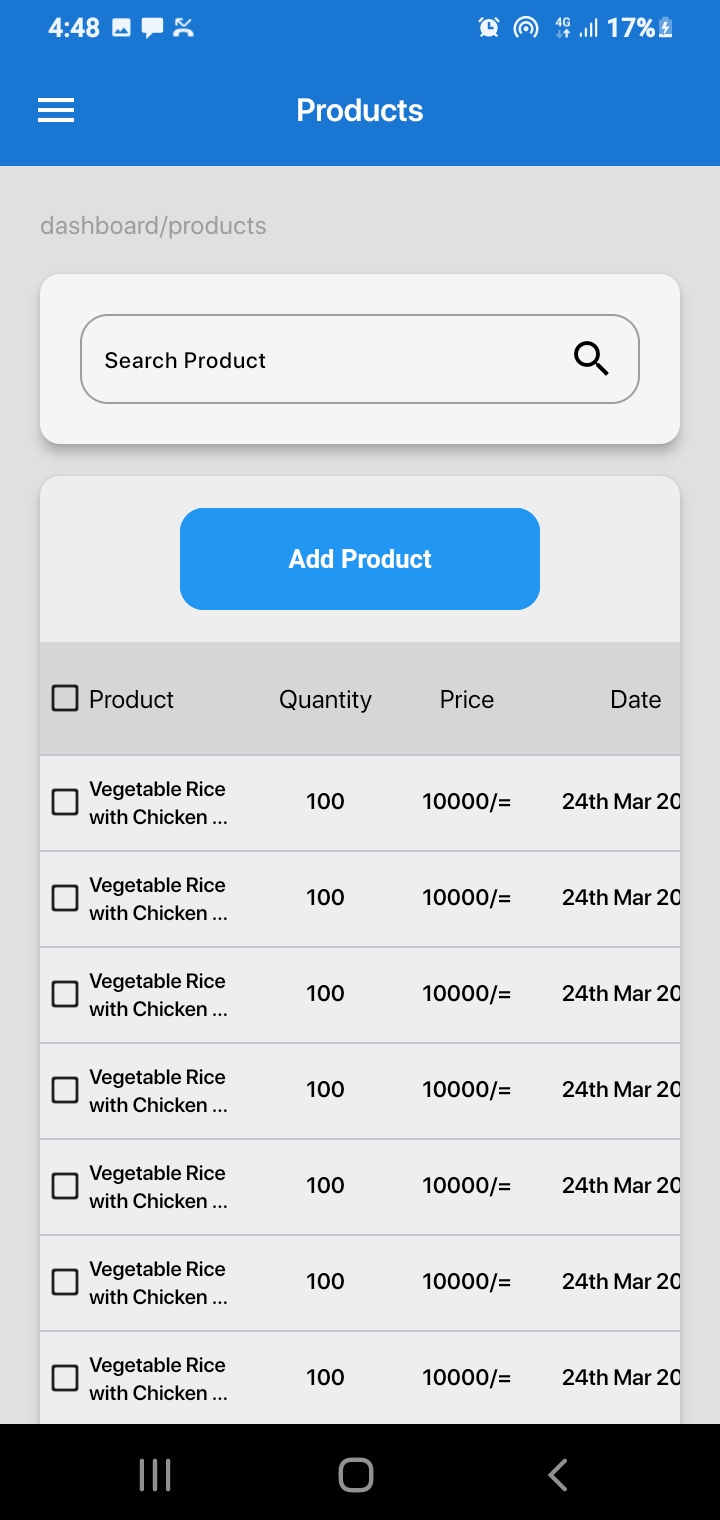 4:48 4G 17%
Products
dashboard/products
Search Product
Add Product
Product Quantity Price Date
Vegetable Rice
with Chicken ... 100 10000/= 24th Mar 20
Vegetable Rice
with Chicken ... 100 10000/= 24th Mar 20
Vegetable Rice
with Chicken ... 100 10000/= 24th Mar 20
Vegetable Rice
with Chicken ... 100 10000/= 24th Mar 20
Vegetable Rice
with Chicken ... 100 10000/= 24th Mar 20
Vegetable Rice
with Chicken ... 100 10000/= 24th Mar 20
Vegetable Rice
with Chicken ... 100 10000/= 24th Mar 20